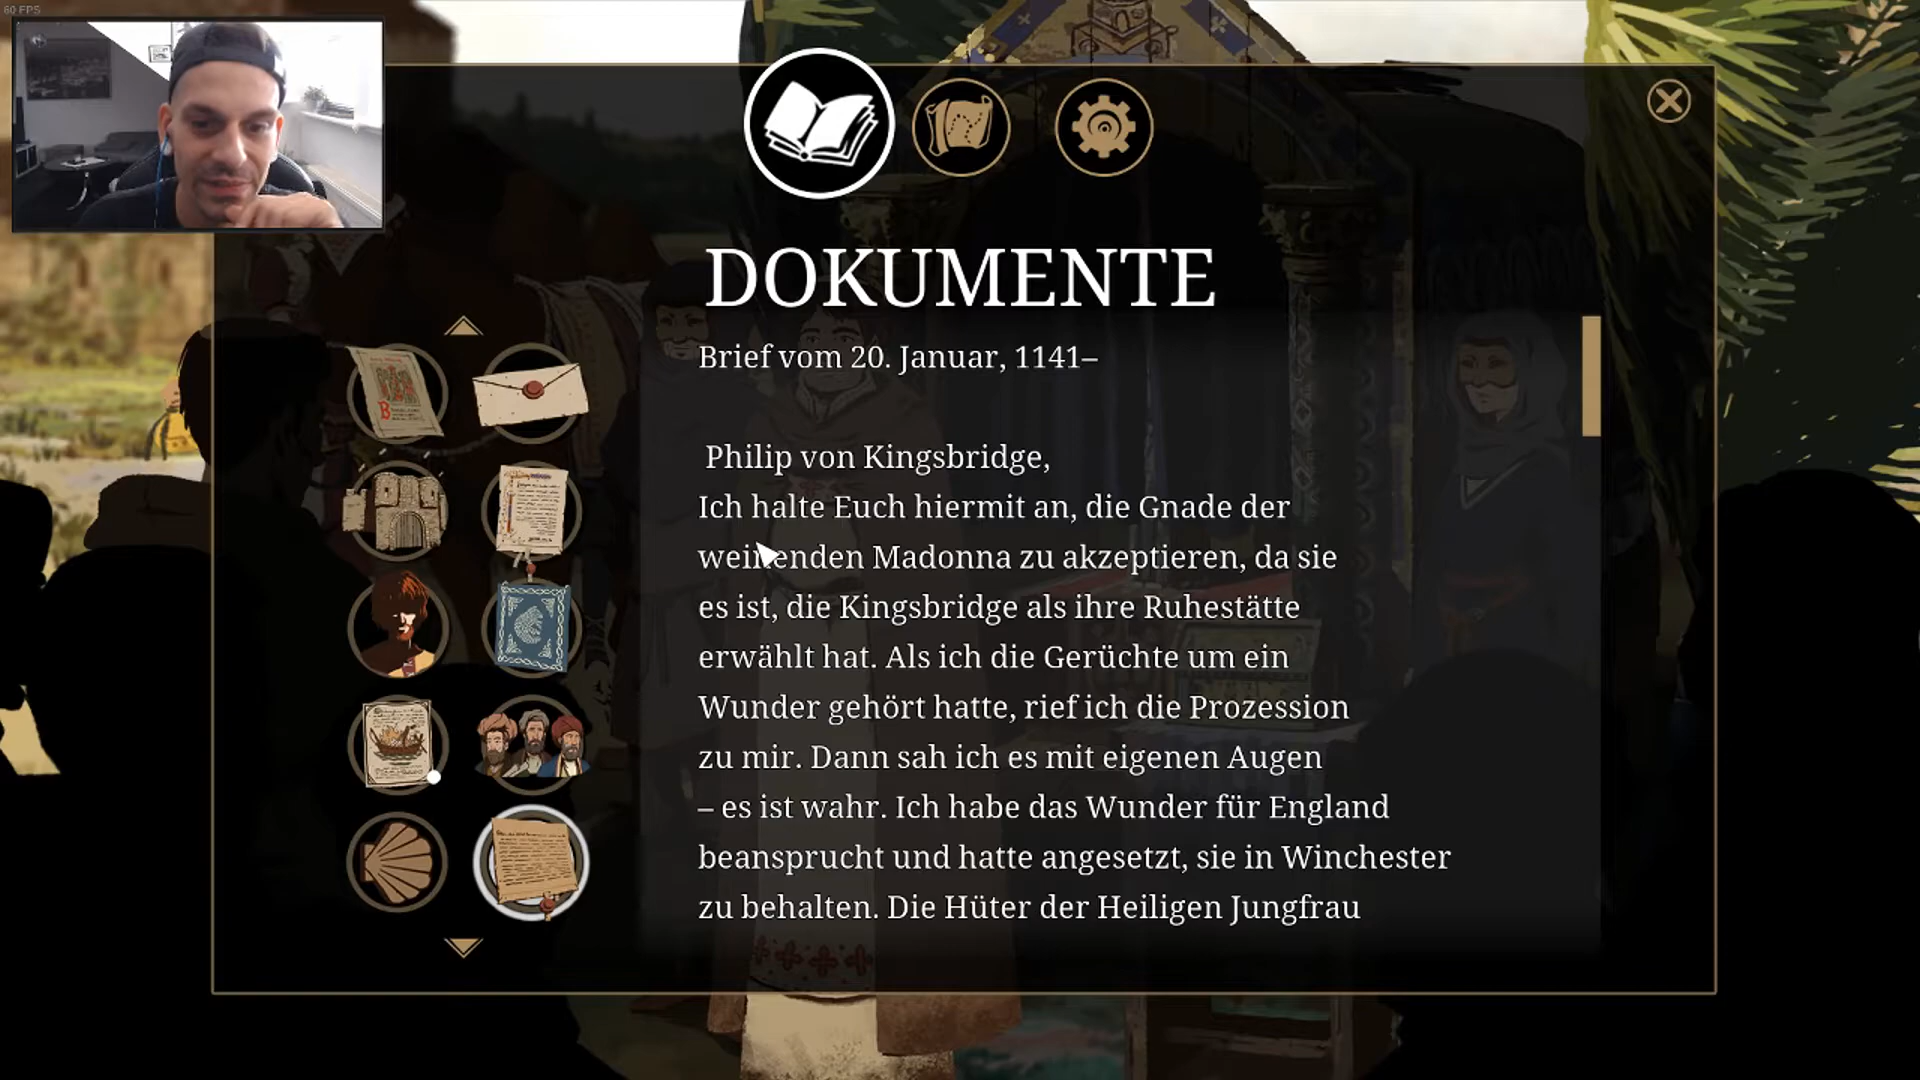 60 FPS
DOKUMENTE
Brief vom 20. Januar, 1141–
Philip von Kingsbridge,
Ich halte Euch hiermit an, die Gnade der
weinenden Madonna zu akzeptieren, da sie
es ist, die Kingsbridge als ihre Ruhestätte
erwählt hat. Als ich die Gerüchte um ein
Wunder gehört hatte, rief ich die Prozession
zu mir. Dann sah ich es mit eigenen Augen
– es ist wahr. Ich habe das Wunder für England
beansprucht und hatte angesetzt, sie in Winchester
zu behalten. Die Hüter der Heiligen Jungfrau